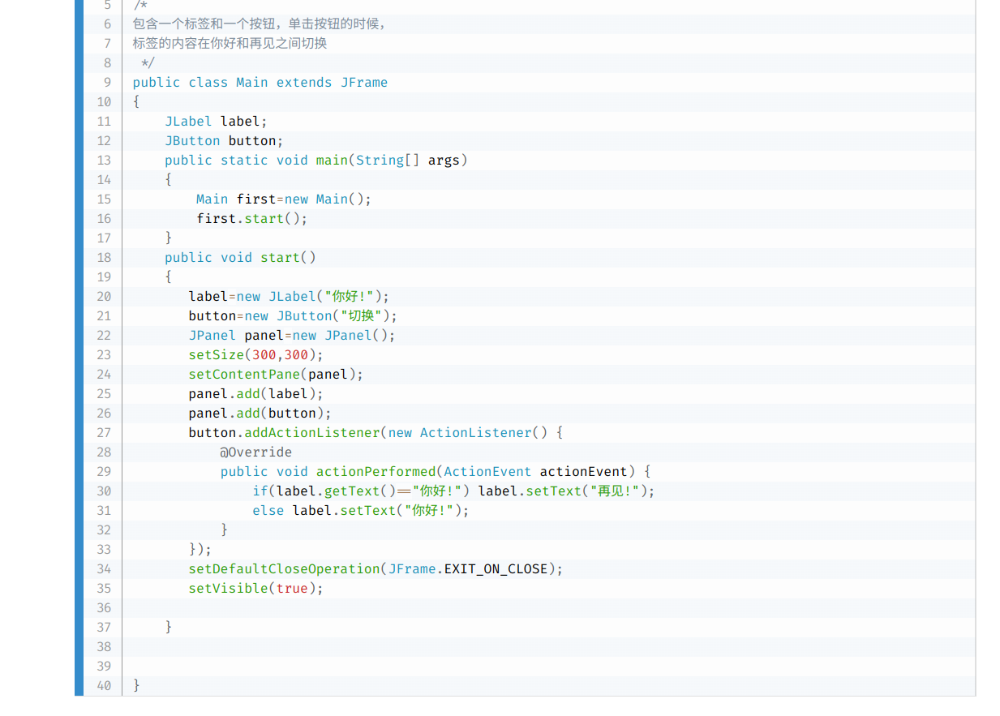 5 /*
6 包含一个标签和一个按钮，单击按钮的时候，
7 标签的内容在你好和再见之间切换
8  */
9 public class Main extends JFrame
10 {
11     JLabel label;
12     JButton button;
13     public static void main(String[] args)
14     {
15         Main first=new Main();
16         first.start();
17     }
18     public void start()
19     {
20        label=new JLabel("你好!");
21        button=new JButton("切换");
22        JPanel panel=new JPanel();
23        setSize(300,300);
24        setContentPane(panel);
25        panel.add(label);
26        panel.add(button);
27        button.addActionListener(new ActionListener() {
28            @Override
29            public void actionPerformed(ActionEvent actionEvent) {
30                if(label.getText()=="你好!") label.setText("再见!");
31                else label.setText("你好!");
32            }
33        });
34        setDefaultCloseOperation(JFrame.EXIT_ON_CLOSE);
35        setVisible(true);
36
37     }
38
39
40 }